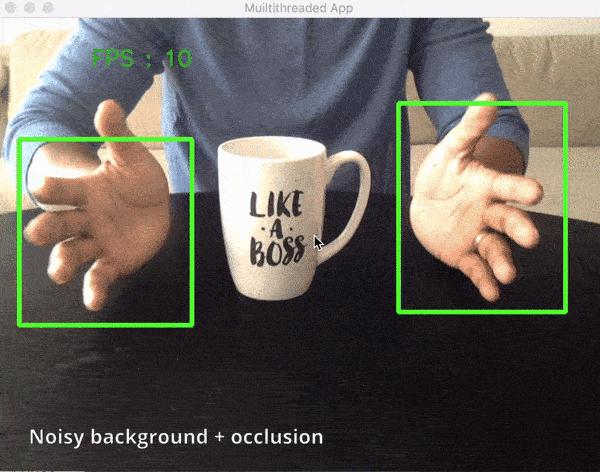 Muiltithreaded App
FPS : 10
LIKE
· A ·
BOSS
Noisy background + occlusion